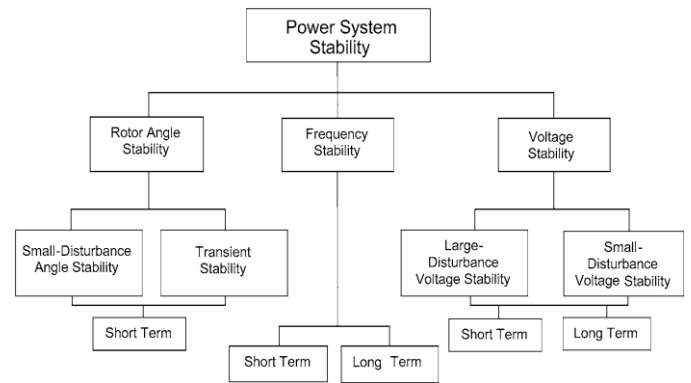 Power System
Stability
Rotor Angle
Stability
Frequency
Stability
Voltage
Stability
Small-Disturbance
Angle Stability
Transient
Stability
Large-
Disturbance
Voltage Stability
Small-
Disturbance
Voltage Stability
Short Term
Short Term
Long Term
Short Term
Long Term